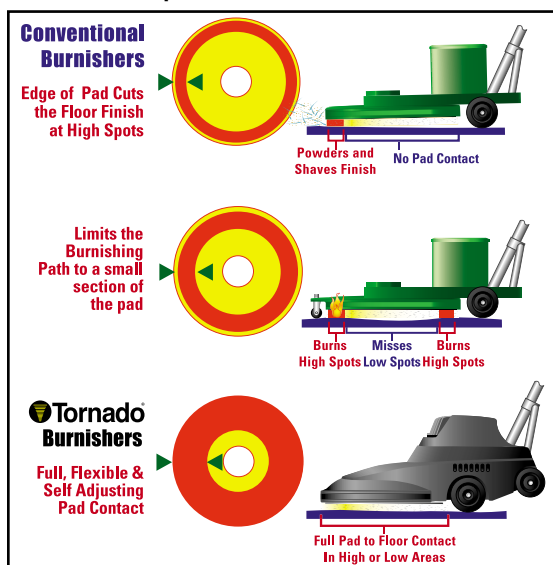 Conventional
Burnishers
Edge of Pad Cuts
the Floor Finish
at High Spots
Powders and
Shaves Finish
No Pad Contact
Limits the
Burnishing
Path to a small
section of
the pad
Burns
High Spots
Misses
Low Spots
Burns
High Spots
Tornado®
Burnishers
Full, Flexible &
Self Adjusting
Pad Contact
Full Pad to Floor Contact
In High or Low Areas